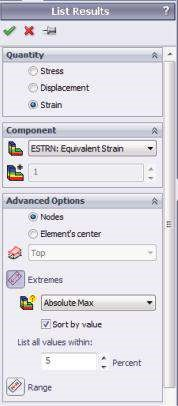 List Results ?
Quantity
Stress
Displacement
Strain
Component
ESTRN: Equivalent Strain
1
Advanced Options
Nodes
Element's center
Top
Extremes
Absolute Max
Sort by value
List all values within:
5 Percent
Range